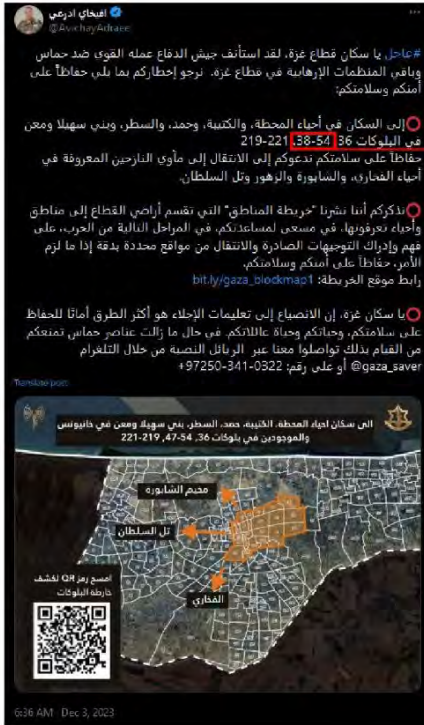 افيخاي ادرعي
@AvichayAdraee
#عاجل يا سكان قطاع غزة، لقد استأنف جيش الدفاع عمله القوي ضد حماس
وباقي المنظمات الإرهابية في قطاع غزة. نرجو إخطاركم بما يلي حفاظاً على
أمنكم وسلامتكم:
⭕إلى السكان في أحياء المحطة، والكتيبة، وحمد، والسطر، وبني سهيلا ومعن
في البلوكات 36، 38-54، 219-221
حفاظاً على سلامتكم ندعوكم إلى الانتقال إلى مآوي النازحين المعروفة في
أحياء الفخاري، والشابورة والزهور وتل السلطان.
⭕نذكركم أننا نشرنا "خريطة المناطق" التي تقسم أراضي القطاع إلى مناطق
وأحياء تعرفونها، في مسعى لمساعدتكم، في المراحل التالية من الحرب، على
فهم وإدراك التوجيهات الصادرة والانتقال من مواقع محددة بدقة إذا ما لزم
الأمر، حفاظاً على أمنكم وسلامتكم.
رابط موقع الخريطة: bit.ly/gaza_blockmap1
⭕يا سكان غزة، إن الانصياع إلى تعليمات الإخلاء هو أكثر الطرق أمانًا للحفاظ
على سلامتكم، وحياتكم وحياة عائلاتكم. في حال ما زالت عناصر حماس تمنعكم
من القيام بذلك تواصلوا معنا عبر الرسائل النصية من خلال التلغرام
@gaza_saver أو على رقم: +97250-341-0322
Translate post
الى سكان احياء المحطة، الكتيبة، حمد، السطر، بني سهيلا ومعن في خانيونس
والموجودين في بلوكات 36, 47-54, 219-221
مخيم الشابورة
تل السلطان
الفخاري
امسح رمز QR لكشف
خارطة البلوكات
6:36 AM · Dec 3, 2023